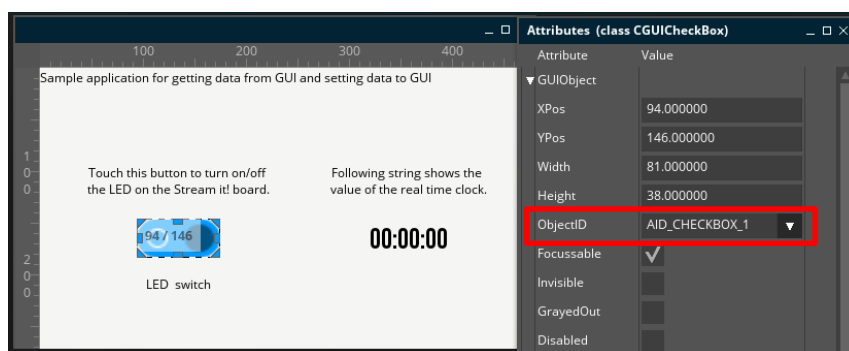 100 200 300 400
Sample application for getting data from GUI and setting data to GUI
100
Touch this button to turn on/off
the LED on the Stream it! board.
Following string shows the
value of the real time clock.
94 / 146
00:00:00
200
LED switch
Attributes (class CGUICheckBox)
Attribute Value
GUIObject
XPos 94.000000
YPos 146.000000
Width 81.000000
Height 38.000000
ObjectID AID_CHECKBOX_1
Focussable
Invisible
GrayedOut
Disabled